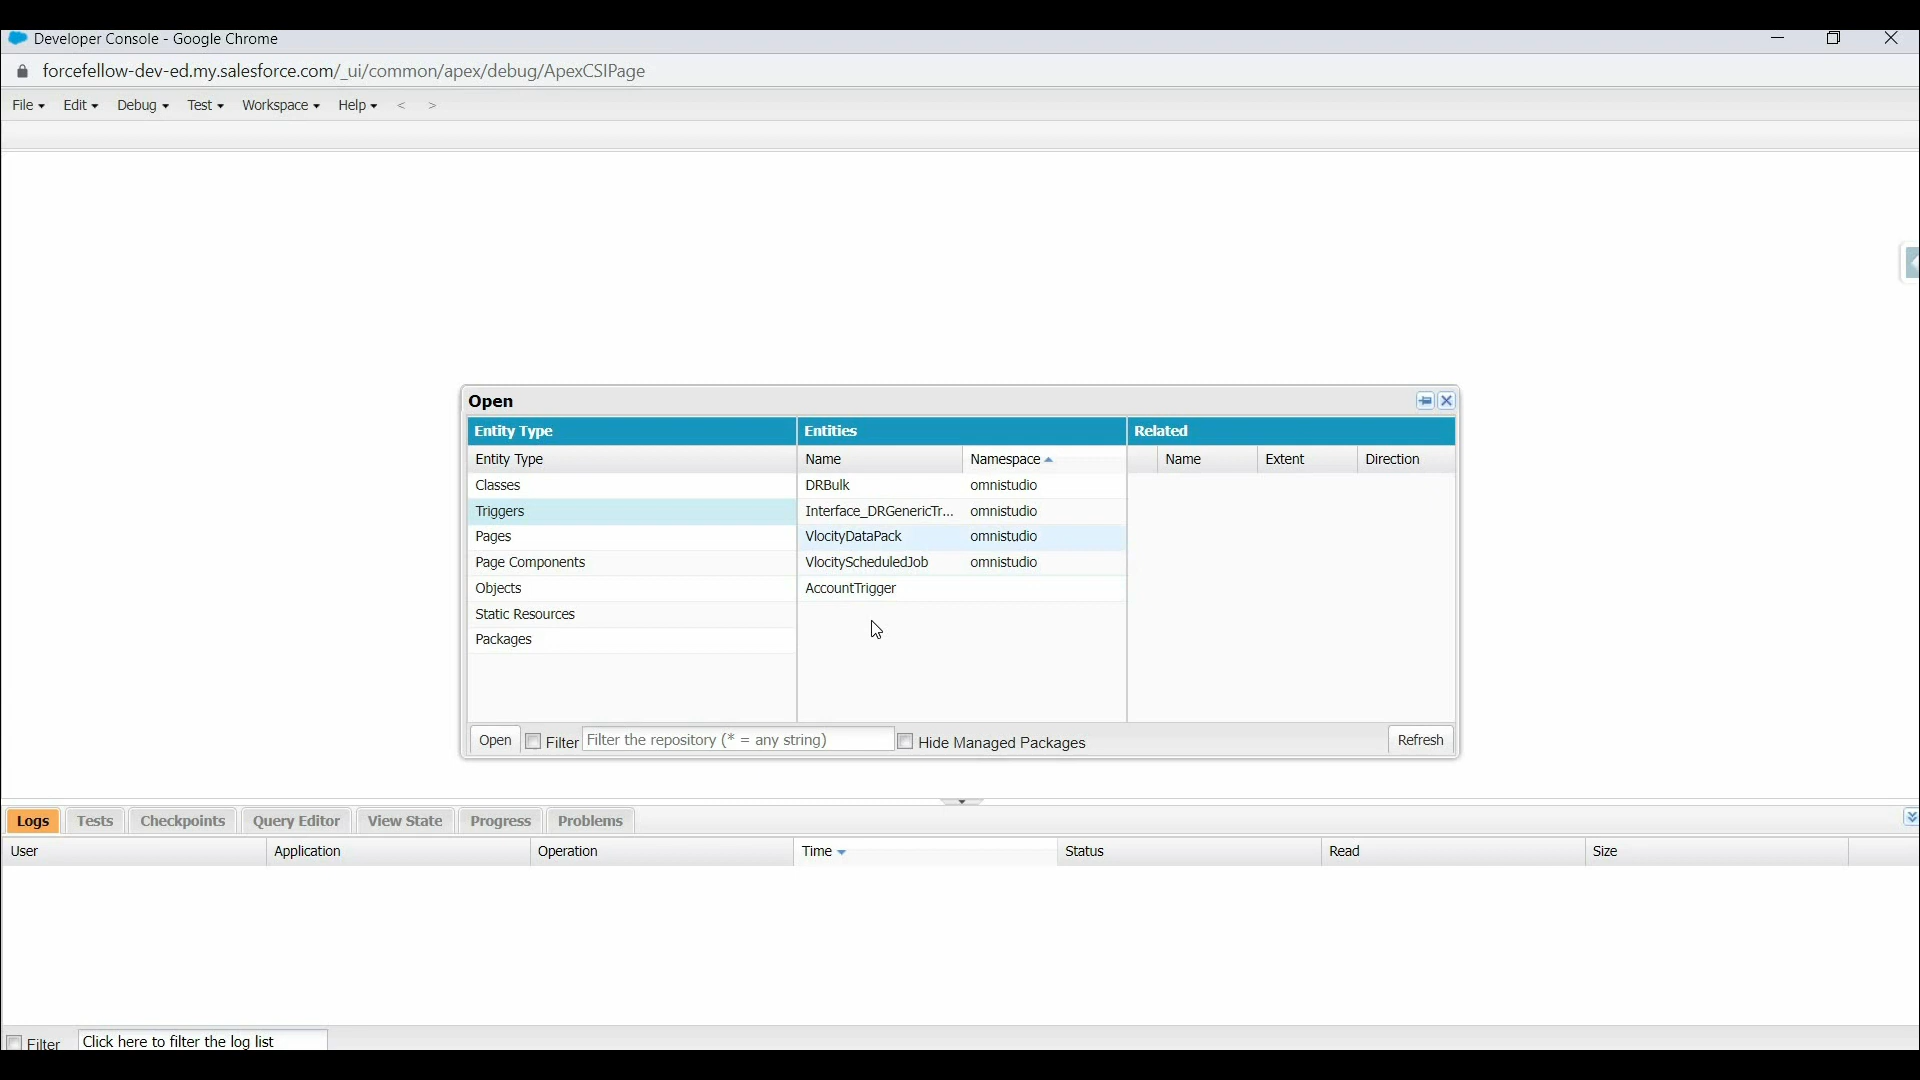 Developer Console - Google Chrome
forcefellow-dev-ed.my.salesforce.com/_ui/common/apex/debug/ApexCSIPage
File Edit Debug Test Workspace Help < >
Open
Entity Type Entities Related
Entity Type Name Namespace Name Extent Direction
Classes DRBulk omnistudio
Triggers Interface_DRGenericTr... omnistudio
Pages VlocityDataPack omnistudio
Page Components VlocityScheduledJob omnistudio
Objects AccountTrigger
Static Resources
Packages
Open Filter Filter the repository (* = any string) Hide Managed Packages Refresh
Logs Tests Checkpoints Query Editor View State Progress Problems
User Application Operation Time Status Read Size
Filter Click here to filter the log list